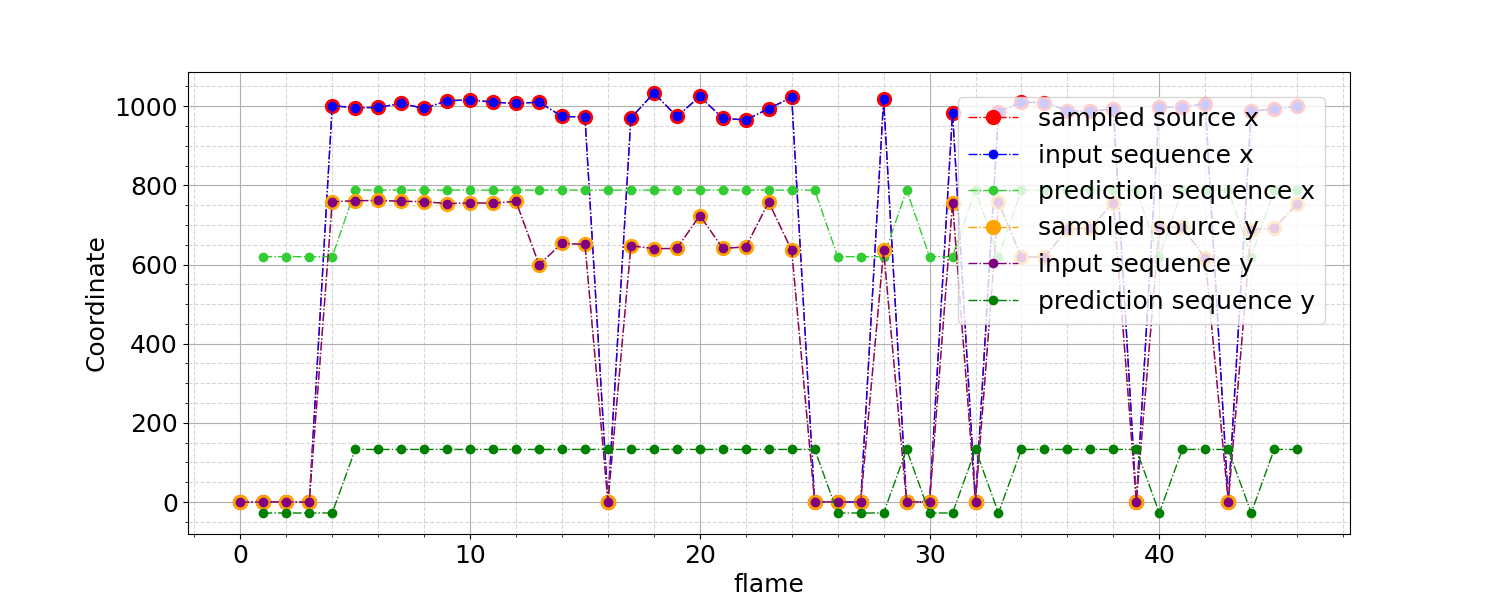 1000
800
600
400
200
0
Coordinate
0 10 20 30 40
flame
sampled source x
input sequence x
prediction sequence x
sampled source y
input sequence y
prediction sequence y